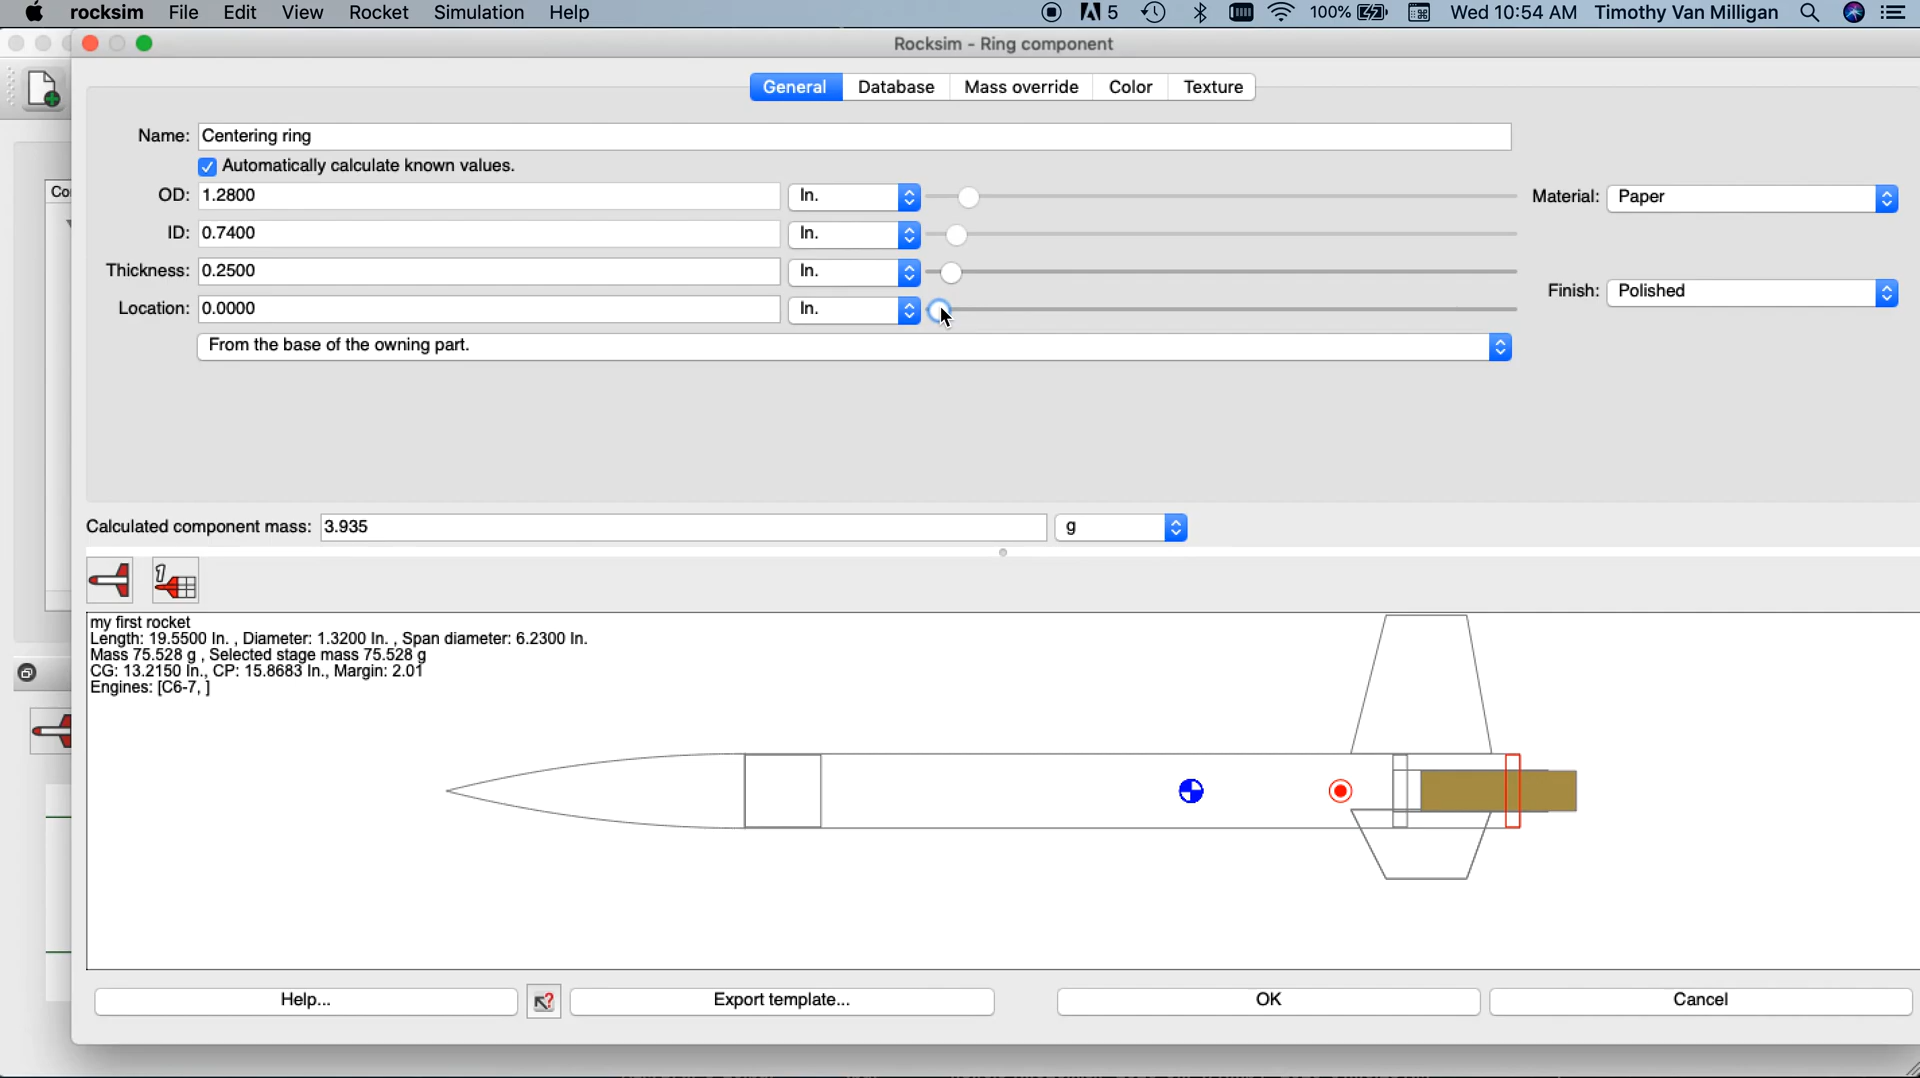 rocksim File Edit View Rocket Simulation Help 5 100% Wed 10:54 AM Timothy Van Milligan
Rocksim - Ring component
General Database Mass override Color Texture
Name: Centering ring
Automatically calculate known values.
OD: 1.2800 In. Material: Paper
ID: 0.7400 In.
Thickness: 0.2500 In.
Finish: Polished
Location: 0.0000 In.
From the base of the owning part.
Calculated component mass: 3.935 g
my first rocket
Length: 19.5500 In. , Diameter: 1.3200 In. , Span diameter: 6.2300 In.
Mass 75.528 g , Selected stage mass 75.528 g
CG: 13.2150 In., CP: 15.8683 In., Margin: 2.01
Engines: [C6-7, ]
Help... Export template... OK Cancel